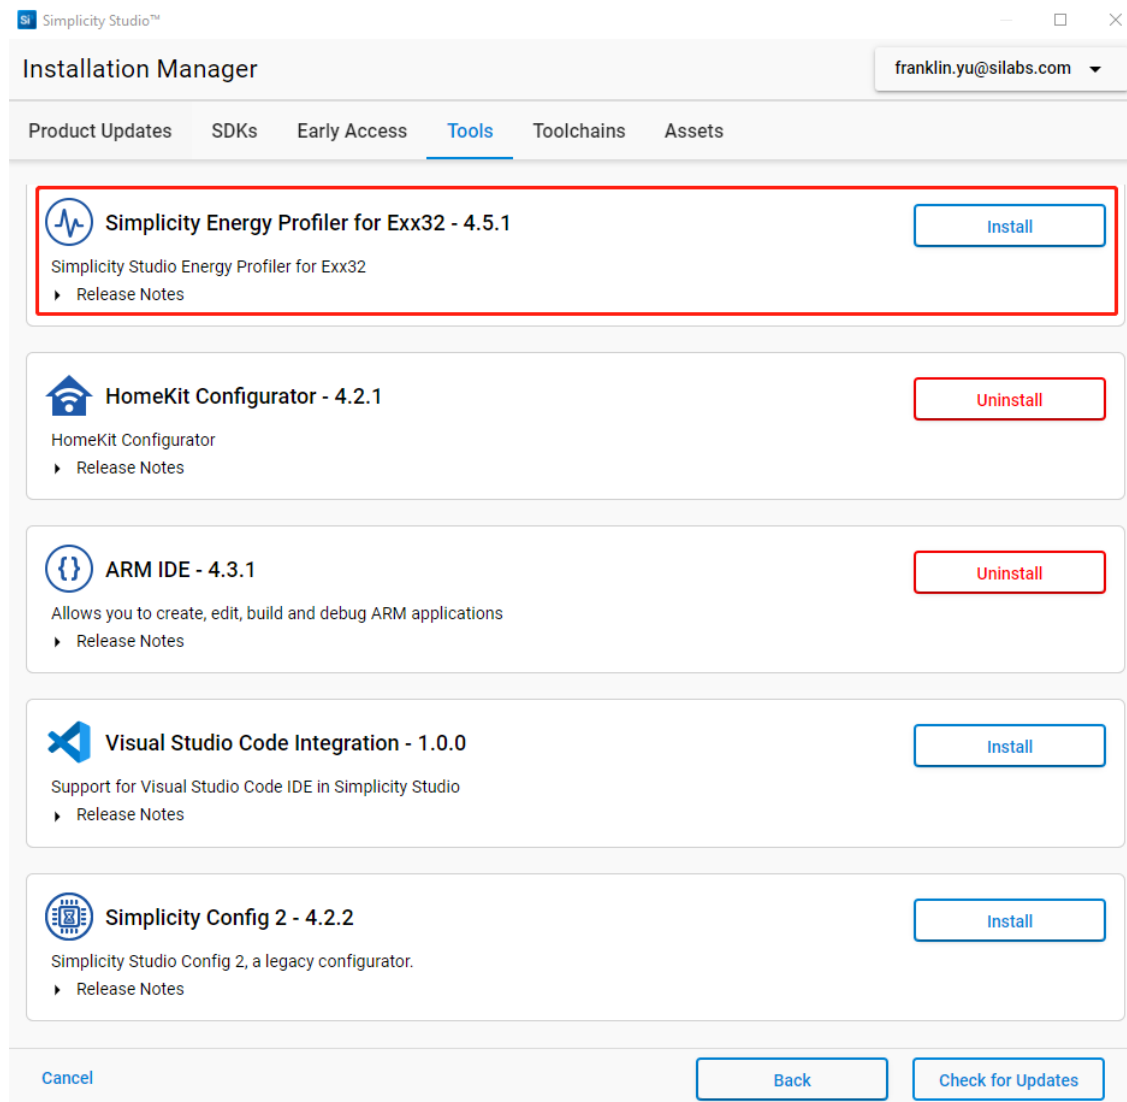 Si Simplicity Studio™
Installation Manager
franklin.yu@silabs.com
Product Updates SDKs Early Access Tools Toolchains Assets
Simplicity Energy Profiler for Exx32 - 4.5.1
Install
Simplicity Studio Energy Profiler for Exx32
Release Notes
HomeKit Configurator - 4.2.1
Uninstall
HomeKit Configurator
Release Notes
{} ARM IDE - 4.3.1
Uninstall
Allows you to create, edit, build and debug ARM applications
Release Notes
Visual Studio Code Integration - 1.0.0
Install
Support for Visual Studio Code IDE in Simplicity Studio
Release Notes
Simplicity Config 2 - 4.2.2
Install
Simplicity Studio Config 2, a legacy configurator.
Release Notes
Cancel Back Check for Updates